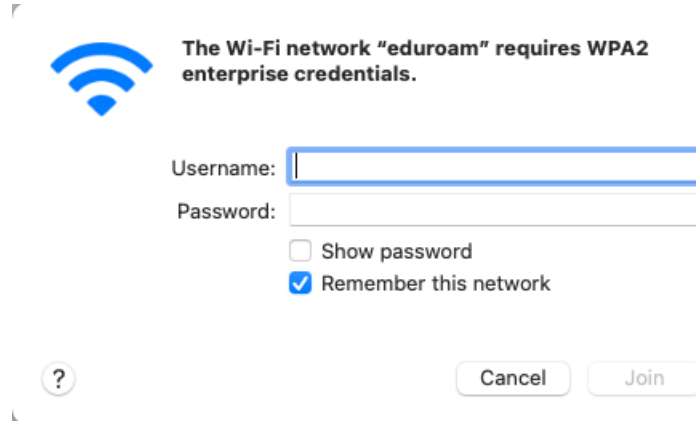 The Wi-Fi network “eduroam” requires WPA2
enterprise credentials.
Username:
Password:
Show password
Remember this network
?
Cancel
Join